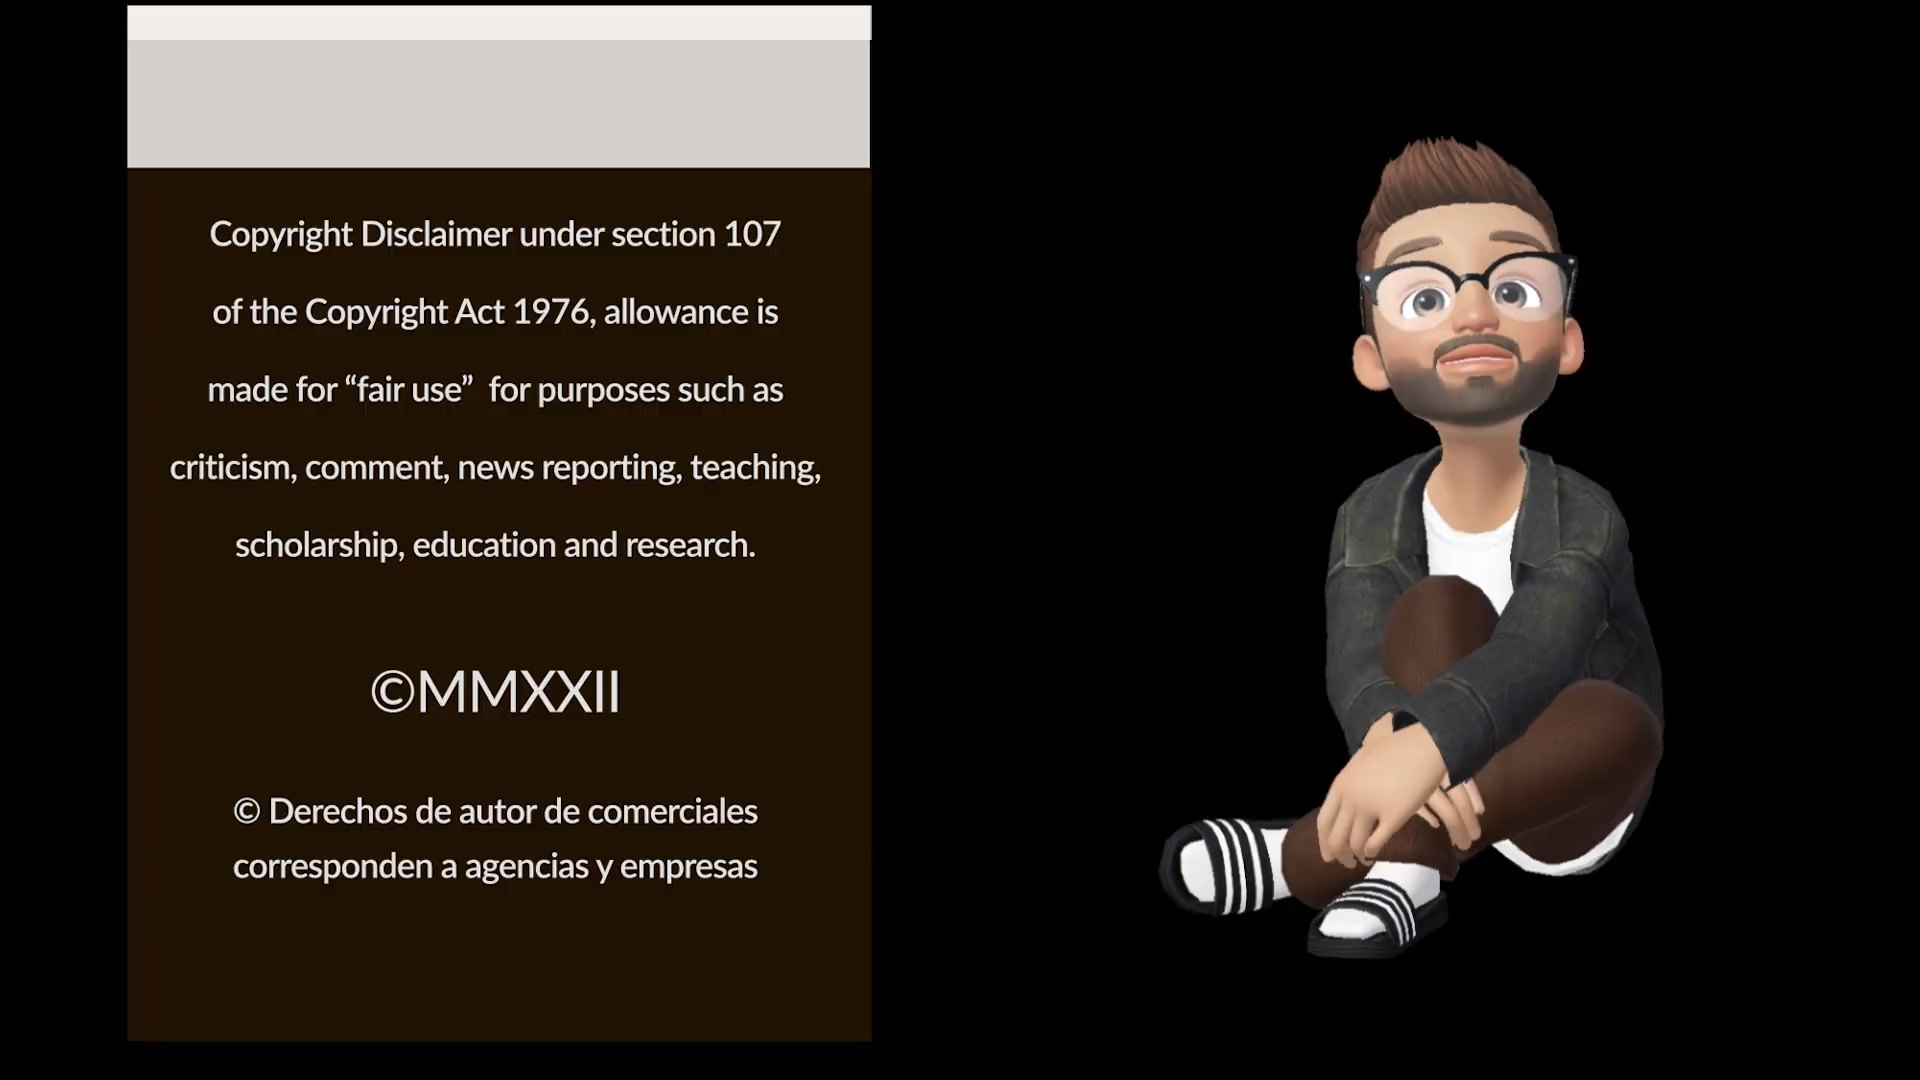 Copyright Disclaimer under section 107
of the Copyright Act 1976, allowance is
made for “fair use”  for purposes such as
criticism, comment, news reporting, teaching,
scholarship, education and research.
©MMXXII
© Derechos de autor de comerciales
corresponden a agencias y empresas